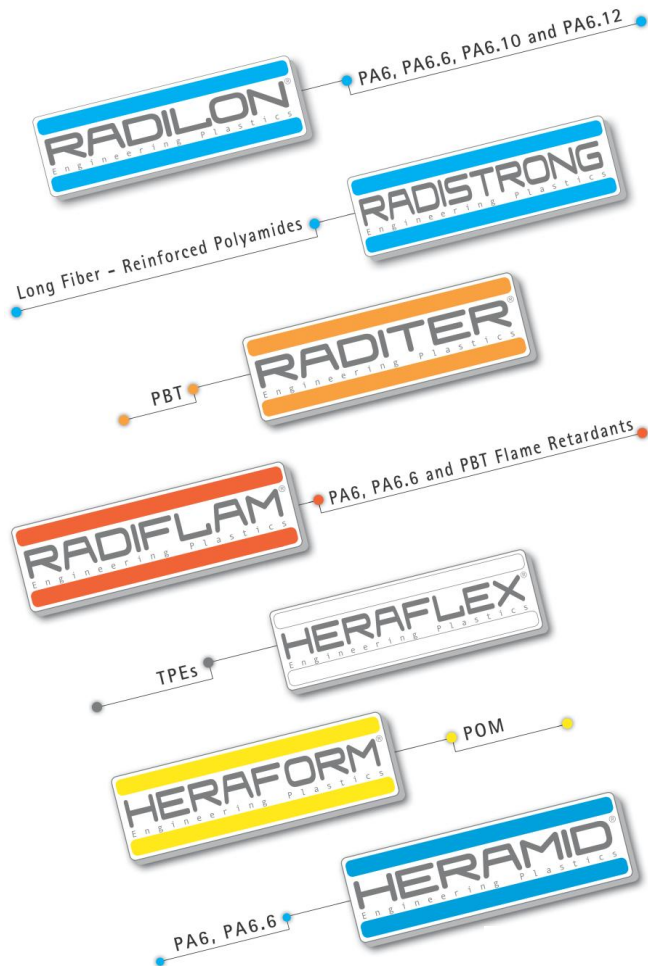 PA6, PA6.6, PA6.10 and PA6.12
RADILON®
Engineering Plastics
RADISTRONG
Engineering Plastics
Long Fiber - Reinforced Polyamides
RADITER®
Engineering Plastics
PBT
PA6, PA6.6 and PBT Flame Retardants
RADIFLAM®
Engineering Plastics
HERAFLEX®
Engineering Plastics
TPEs
POM
HERAFORM®
Engineering Plastics
HERAMID®
Engineering Plastics
PA6, PA6.6